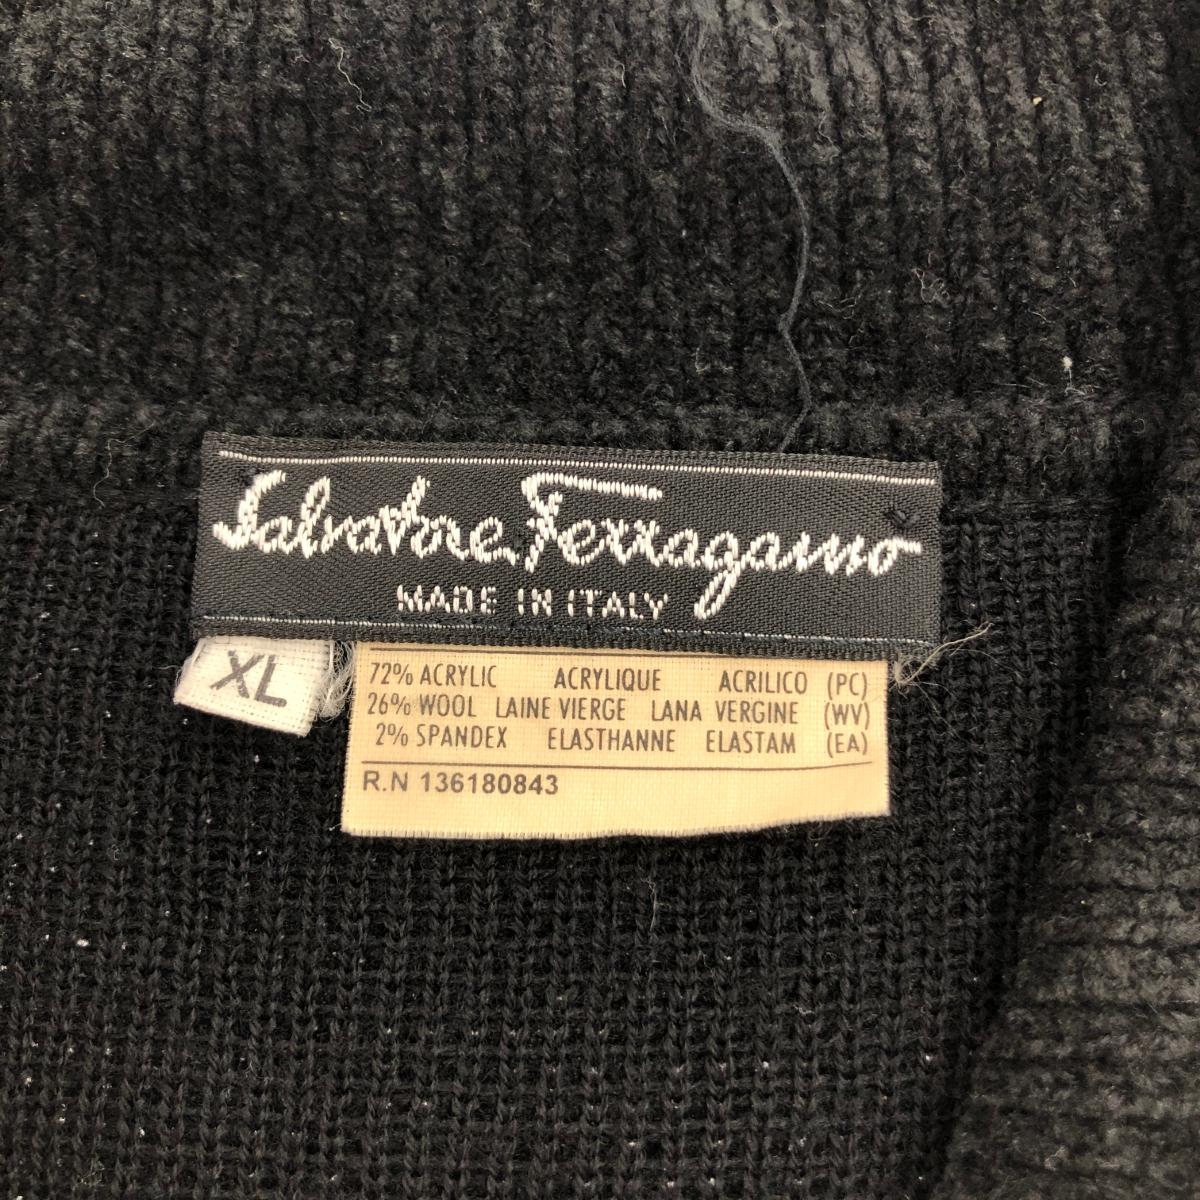 Salvatore Ferragamo
MADE IN ITALY
XL
72% ACRYLIC ACRYLIQUE ACRILICO (PC)
26% WOOL LAINE VIERGE LANA VERGINE (WV)
2% SPANDEX ELASTHANNE ELASTAM (EA)
R.N 136180843